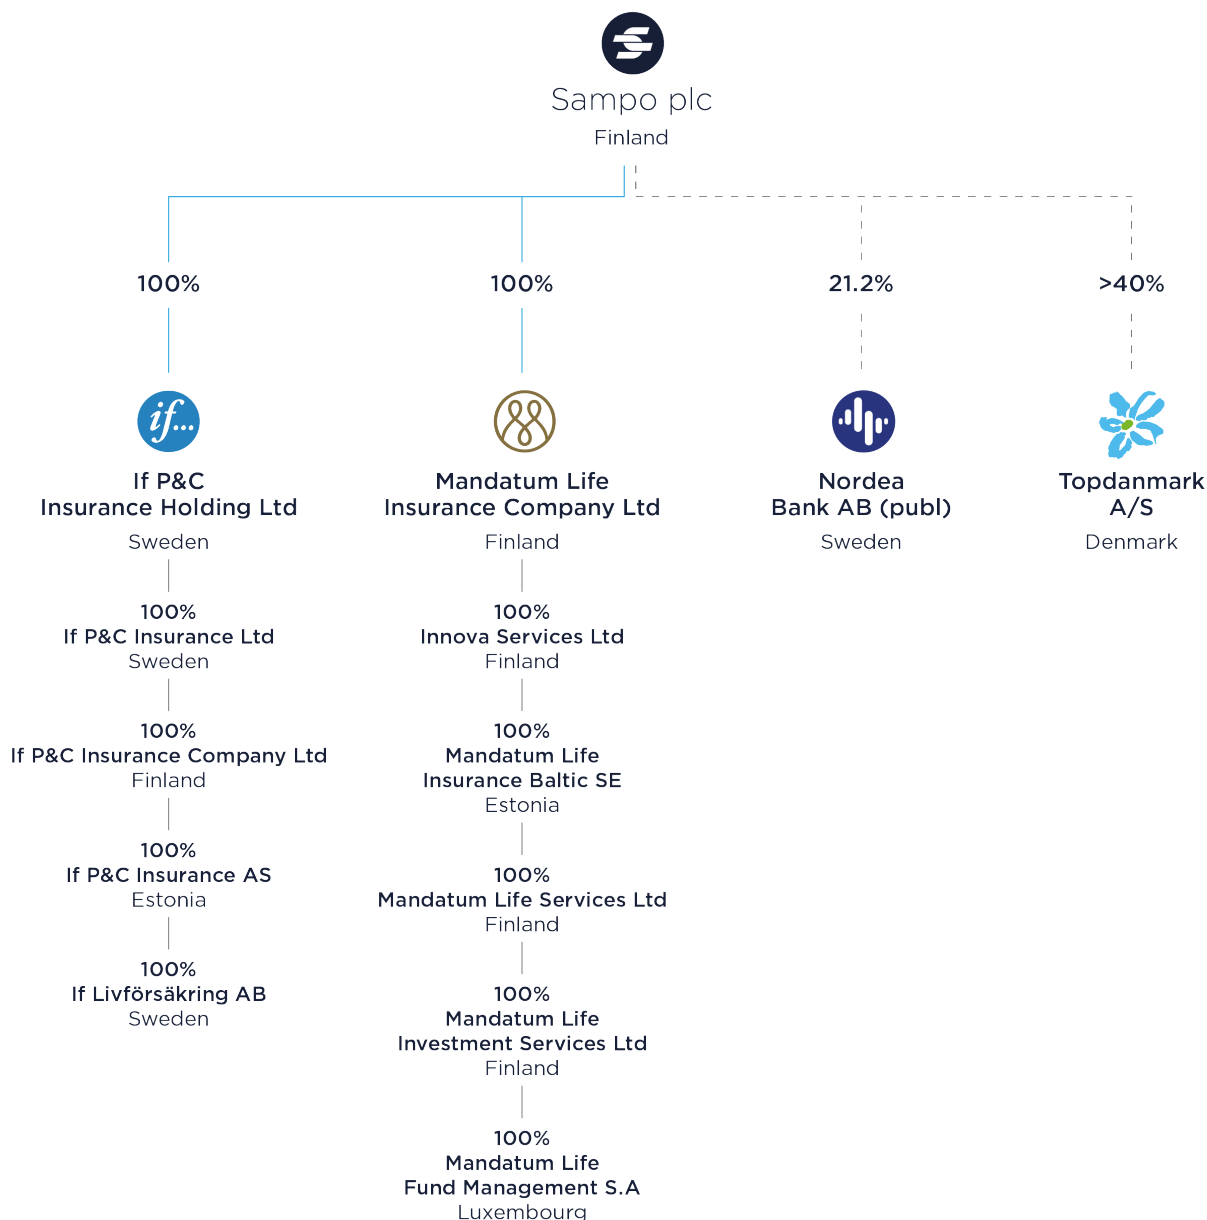 Sampo plc
Finland
100%
100%
21.2%
>40%
if...
If P&C
Insurance Holding Ltd
Sweden
100%
If P&C Insurance Ltd
Sweden
100%
If P&C Insurance Company Ltd
Finland
100%
If P&C Insurance AS
Estonia
100%
If Livförsäkring AB
Sweden
Mandatum Life
Insurance Company Ltd
Finland
100%
Innova Services Ltd
Finland
100%
Mandatum Life
Insurance Baltic SE
Estonia
100%
Mandatum Life Services Ltd
Finland
100%
Mandatum Life
Investment Services Ltd
Finland
100%
Mandatum Life
Fund Management S.A
Luxembourg
Nordea
Bank AB (publ)
Sweden
Topdanmark
A/S
Denmark